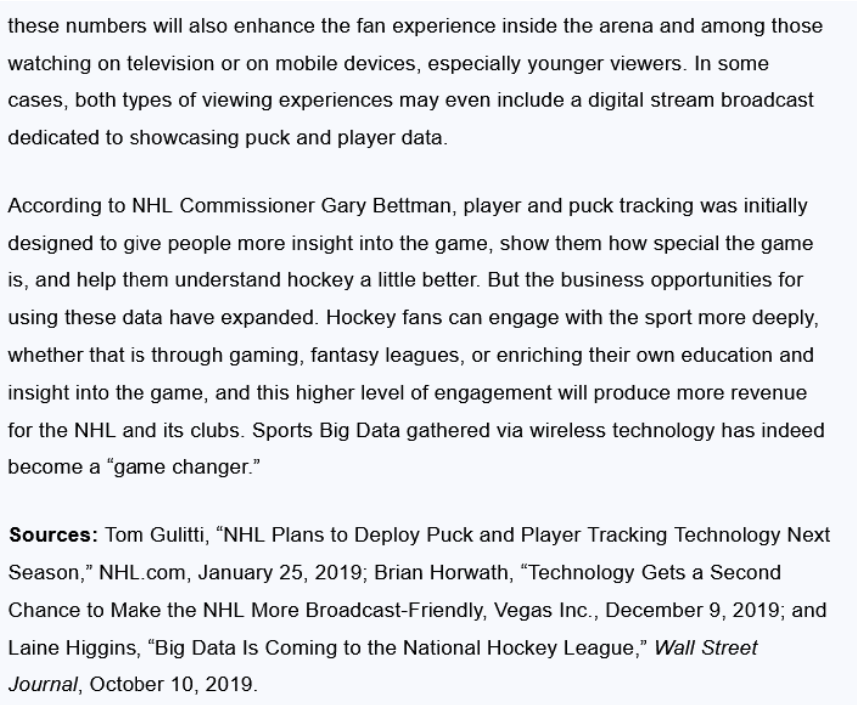 these numbers will also enhance the fan experience inside the arena and among those
watching on television or on mobile devices, especially younger viewers. In some
cases, both types of viewing experiences may even include a digital stream broadcast
dedicated to showcasing puck and player data.
According to NHL Commissioner Gary Bettman, player and puck tracking was initially
designed to give people more insight into the game, show them how special the game
is, and help them understand hockey a little better. But the business opportunities for
using these data have expanded. Hockey fans can engage with the sport more deeply,
whether that is through gaming, fantasy leagues, or enriching their own education and
insight into the game, and this higher level of engagement will produce more revenue
for the NHL and its clubs. Sports Big Data gathered via wireless technology has indeed
become a “game changer.”
Sources: Tom Gulitti, “NHL Plans to Deploy Puck and Player Tracking Technology Next
Season,” NHL.com, January 25, 2019; Brian Horwath, “Technology Gets a Second
Chance to Make the NHL More Broadcast-Friendly, Vegas Inc., December 9, 2019; and
Laine Higgins, “Big Data Is Coming to the National Hockey League,” Wall Street
Journal, October 10, 2019.